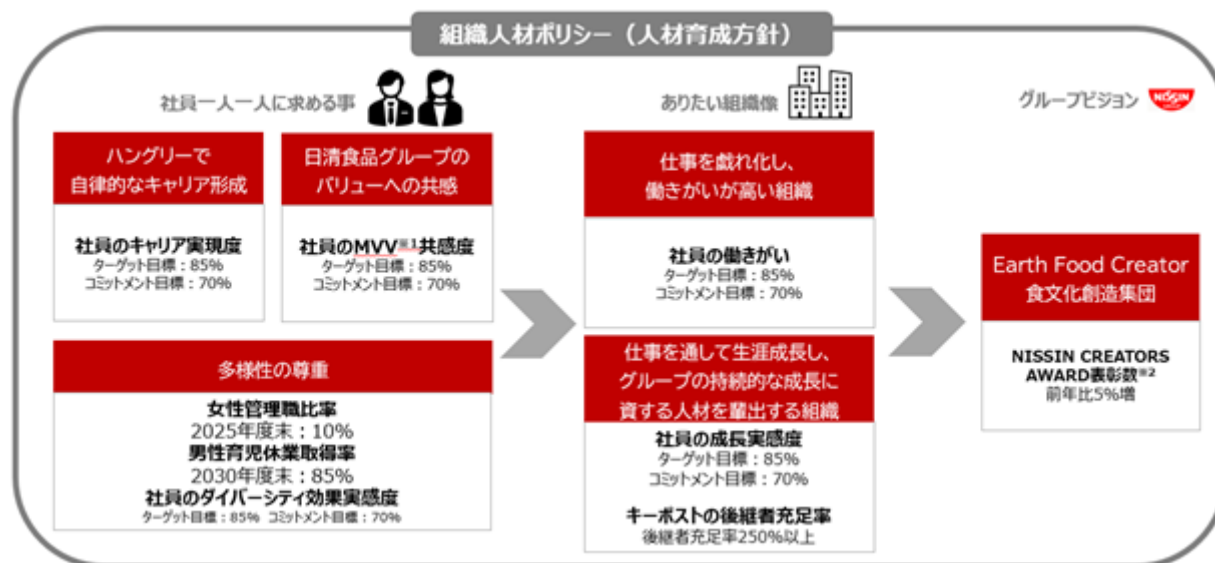 組織人材ポリシー（人材育成方針）
社員一人一人に求める事
ハングリーで
自律的なキャリア形成
社員のキャリア実現度
ターゲット目標：85%
コミットメント目標：70%
日清食品グループの
バリューへの共感
社員のMVV※1共感度
ターゲット目標：85%
コミットメント目標：70%
多様性の尊重
女性管理職比率
2025年度末：10%
男性育児休業取得率
2030年度末：85%
社員のダイバーシティ効果実感度
ターゲット目標：85% コミットメント目標：70%
ありたい組織像
仕事を戯れ化し、
働きがいが高い組織
社員の働きがい
ターゲット目標：85%
コミットメント目標：70%
仕事を通して生涯成長し、
グループの持続的な成長に
資する人材を輩出する組織
社員の成長実感度
ターゲット目標：85%
コミットメント目標：70%
キーポストの後継者充足率
後継者充足率250%以上
グループビジョン NISSIN
Earth Food Creator
食文化創造集団
NISSIN CREATORS
AWARD表彰数※2
前年比5%増